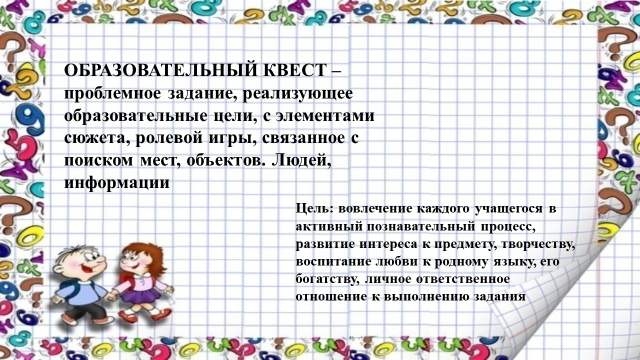 ОБРАЗОВАТЕЛЬНЫЙ КВЕСТ –
проблемное задание, реализующее
образовательные цели, с элементами
сюжета, ролевой игры, связанное с
поиском мест, объектов. Людей,
информации
Цель: вовлечение каждого учащегося в
активный познавательный процесс,
развитие интереса к предмету, творчеству,
воспитание любви к родному языку, его
богатству, личное ответственное
отношение к выполнению задания